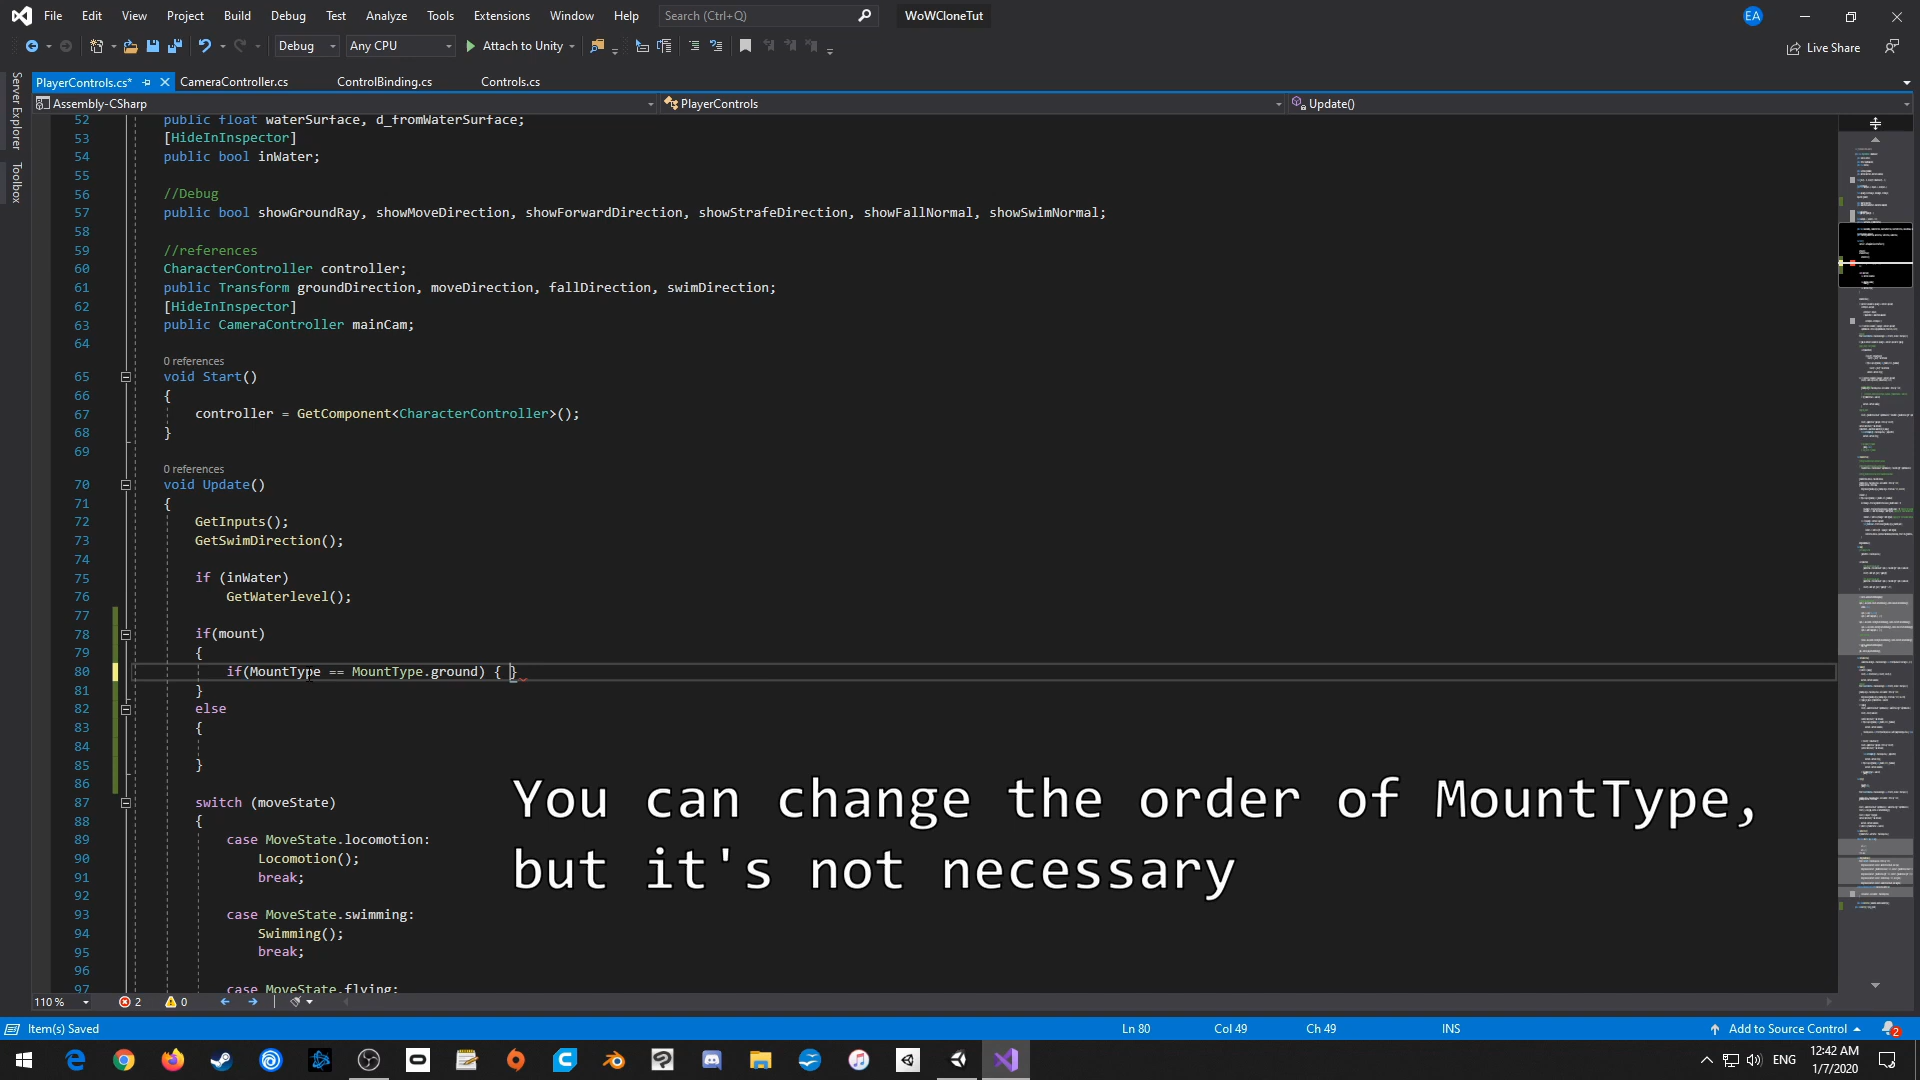 File Edit View Project Build Debug Test Analyze Tools Extensions Window Help Search (Ctrl+Q) WoWCloneTut EA
Debug Any CPU Attach to Unity Live Share
PlayerControls.cs* CameraController.cs ControlBinding.cs Controls.cs
Assembly-CSharp PlayerControls Update()
Server Explorer
Toolbox
52 public float waterSurface, d_fromWaterSurface;
53 [HideInInspector]
54 public bool inWater;
55
56 //Debug
57 public bool showGroundRay, showMoveDirection, showForwardDirection, showStrafeDirection, showFallNormal, showSwimNormal;
58
59 //references
60 CharacterController controller;
61 public Transform groundDirection, moveDirection, fallDirection, swimDirection;
62 [HideInInspector]
63 public CameraController mainCam;
64
0 references
65 void Start()
66 {
67 controller = GetComponent<CharacterController>();
68 }
69
0 references
70 void Update()
71 {
72 GetInputs();
73 GetSwimDirection();
74
75 if (inWater)
76 GetWaterlevel();
77
78 if(mount)
79 {
80 if(MountType == MountType.ground) { }
81 }
82 else
83 {
84
85 }
86
87 switch (moveState)
88 {
89 case MoveState.locomotion:
90 Locomotion();
91 break;
92
93 case MoveState.swimming:
94 Swimming();
95 break;
96
97 case MoveState.flying:
You can change the order of MountType,
but it's not necessary
110 % 2 0
Item(s) Saved Ln 80 Col 49 Ch 49 INS Add to Source Control 2
ENG 12:42 AM
1/7/2020